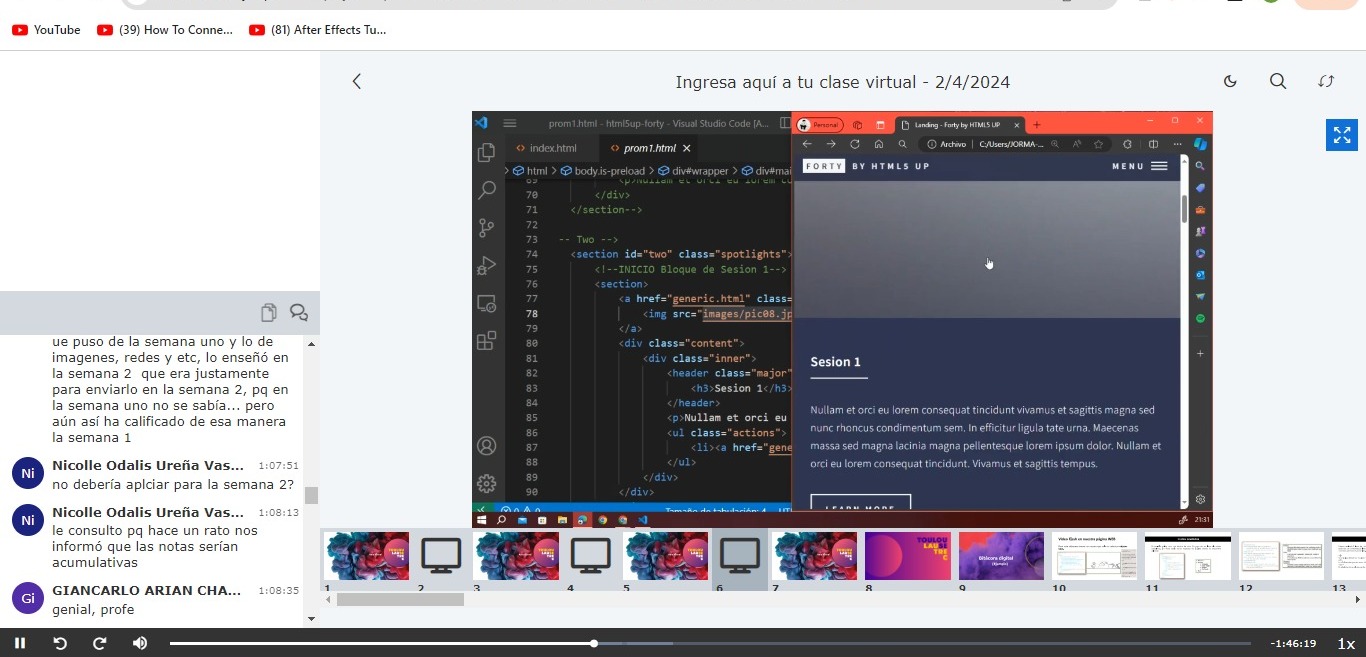 YouTube
(39) How To Conne...
(81) After Effects Tu...
Ingresa aquí a tu clase virtual - 2/4/2024
ue puso de la semana uno y lo de
imagenes, redes y etc, lo enseñó en
la semana 2  que era justamente
para enviarlo en la semana 2, pq en
la semana uno no se sabía... pero
aún así ha calificado de esa manera
la semana 1
Ni
Nicolle Odalis Ureña Vas...
1:07:51
no debería aplciar para la semana 2?
Ni
Nicolle Odalis Ureña Vas...
1:08:13
le consulto pq hace un rato nos
informó que las notas serían
acumulativas
Gi
GIANCARLO ARIAN CHA...
1:08:35
genial, profe
prom1.html - html5up-forty - Visual Studio Code [A...
index.html
prom1.html
html > body.is-preload > div#wrapper > div#mai
70 </div>
71 </section-->
72
73 -- Two -->
74 <section id="two" class="spotlights">
75 <!--INICIO Bloque de Sesion 1-->
76 <section>
77 <a href="generic.html" class=
78 <img src="images/pic08.jp
79 </a>
80 <div class="content">
81 <div class="inner">
82 <header class="major"
83 <h3>Sesion 1</h3>
84 </header>
85 <p>Nullam et orci eu
86 <ul class="actions">
87 <li><a href="gene
88 </ul>
89 </div>
90 </div>
Personal
Landing - Forty by HTML5 UP
Archivo
C:/Users/JORMA-...
FORTY BY HTML5 UP
MENU
Sesion 1
Nullam et orci eu lorem consequat tincidunt vivamus et sagittis magna sed
nunc rhoncus condimentum sem. In efficitur ligula tate urna. Maecenas
massa sed magna lacinia magna pellentesque lorem ipsum dolor. Nullam et
orci eu lorem consequat tincidunt. Vivamus et sagittis tempus.
LEARN MORE
Tamaño de tabulación: 4
21:31
TOULOU
LAUSE
TREC
Bitácora digital
1
2
3
4
5
6
7
8
9
10
11
12
13
-1:46:19
1x